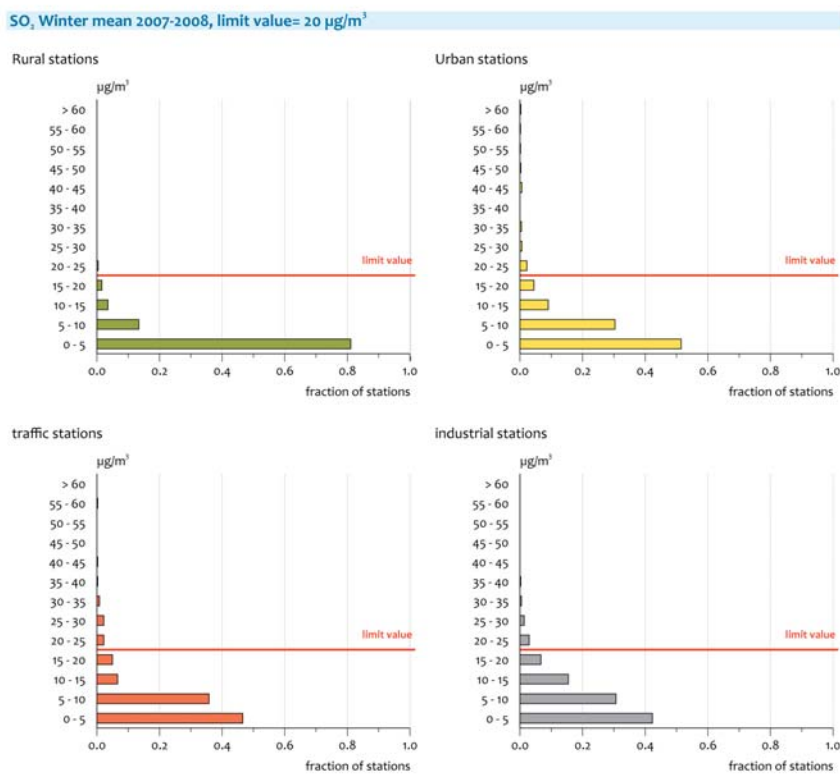 SO₂ Winter mean 2007-2008, limit value= 20 µg/m³
Rural stations
µg/m³
> 60
55 - 60
50 - 55
45 - 50
40 - 45
35 - 40
30 - 35
25 - 30
20 - 25
limit value
15 - 20
10 - 15
5 - 10
0 - 5
0.0 0.2 0.4 0.6 0.8 1.0
fraction of stations
Urban stations
µg/m³
> 60
55 - 60
50 - 55
45 - 50
40 - 45
35 - 40
30 - 35
25 - 30
20 - 25
limit value
15 - 20
10 - 15
5 - 10
0 - 5
0.0 0.2 0.4 0.6 0.8 1.0
fraction of stations
traffic stations
µg/m³
> 60
55 - 60
50 - 55
45 - 50
40 - 45
35 - 40
30 - 35
25 - 30
20 - 25
limit value
15 - 20
10 - 15
5 - 10
0 - 5
0.0 0.2 0.4 0.6 0.8 1.0
fraction of stations
industrial stations
µg/m³
> 60
55 - 60
50 - 55
45 - 50
40 - 45
35 - 40
30 - 35
25 - 30
20 - 25
limit value
15 - 20
10 - 15
5 - 10
0 - 5
0.0 0.2 0.4 0.6 0.8 1.0
fraction of stations